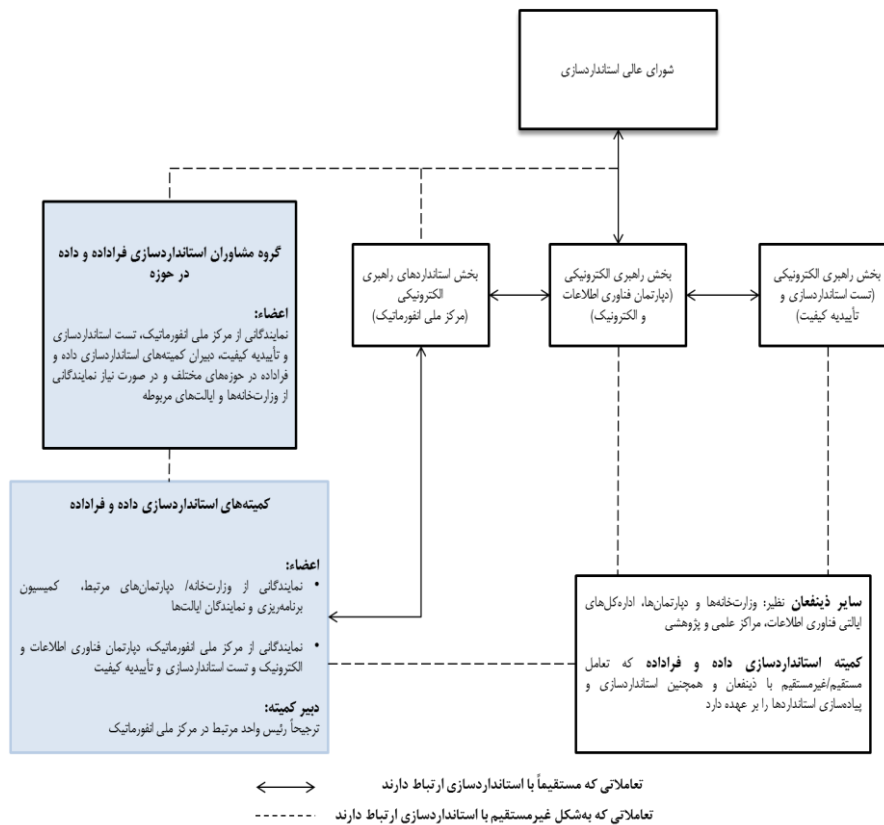 شورای عالی استانداردسازی
گروه مشاوران استانداردسازی فراداده و داده
در حوزه
اعضاء:
نمایندگانی از مرکز ملی انفورماتیک، تست استانداردسازی
و تأییدیه کیفیت، دبیران کمیته‌های استانداردسازی داده و
فراداده در حوزه‌های مختلف و در صورت نیاز نمایندگانی
از وزارت‌خانه‌ها و ایالت‌های مربوطه
بخش استانداردهای راهبری
الکترونیکی
(مرکز ملی انفورماتیک)
بخش راهبری الکترونیکی
(دپارتمان فناوری اطلاعات
و الکترونیک)
بخش راهبری الکترونیکی
(تست استانداردسازی و
تأییدیه کیفیت)
کمیته‌های استانداردسازی داده و فراداده
اعضاء:
• نمایندگانی از وزارت‌خانه/ دپارتمان‌های مرتبط، کمیسیون
برنامه‌ریزی و نمایندگان ایالت‌ها
• نمایندگانی از مرکز ملی انفورماتیک، دپارتمان فناوری اطلاعات و
الکترونیک و تست استانداردسازی و تأییدیه کیفیت
دبیر کمیته:
ترجیحاً رئیس واحد مرتبط در مرکز ملی انفورماتیک
سایر ذینفعان نظیر: وزارت‌خانه‌ها و دپارتمان‌ها، اداره‌کل‌های
ایالتی فناوری اطلاعات، مراکز علمی و پژوهشی
کمیته استانداردسازی داده و فراداده که تعامل
مستقیم/غیرمستقیم با ذینفعان و همچنین استانداردسازی و
پیاده‌سازی استانداردها را بر عهده دارد
تعاملاتی که مستقیماً با استانداردسازی ارتباط دارند
تعاملاتی که به‌شکل غیرمستقیم با استانداردسازی ارتباط دارند